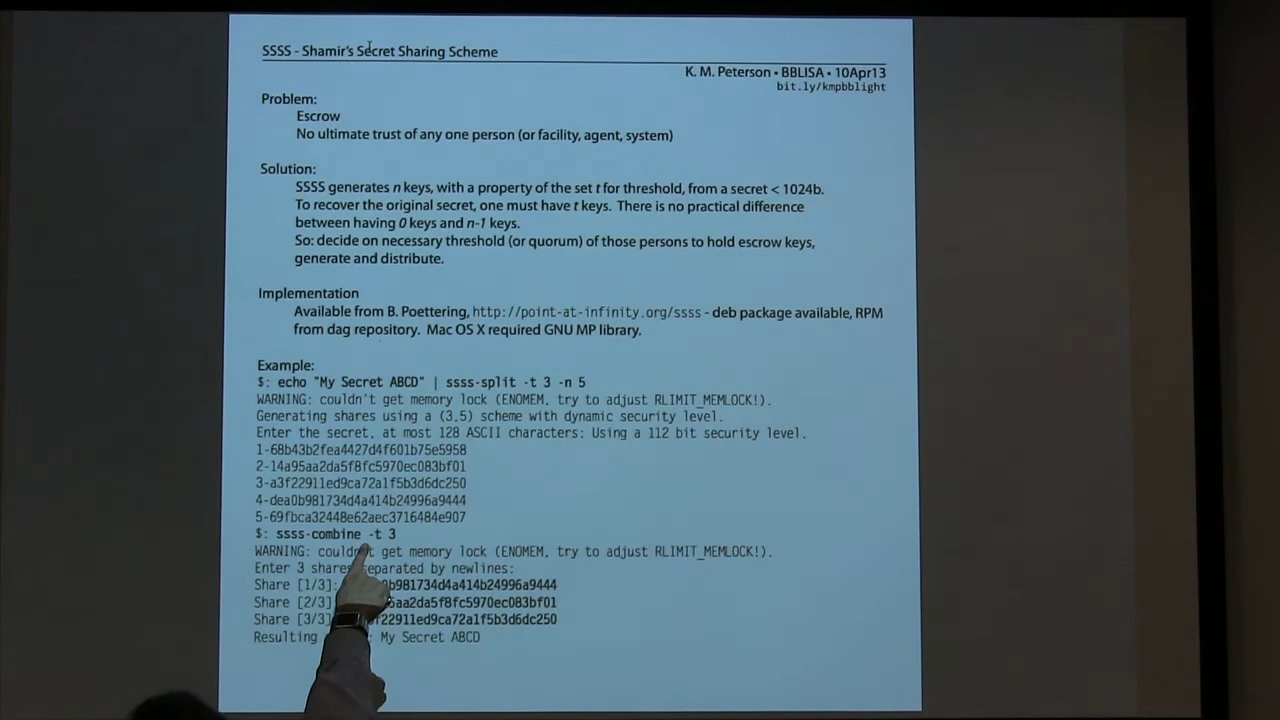 SSSS - Shamir's Secret Sharing Scheme
K. M. Peterson • BBLISA • 10Apr13
bit.ly/kmpbblight
Problem:
Escrow
No ultimate trust of any one person (or facility, agent, system)
Solution:
SSSS generates n keys, with a property of the set t for threshold, from a secret < 1024b.
To recover the original secret, one must have t keys. There is no practical difference
between having 0 keys and n-1 keys.
So: decide on necessary threshold (or quorum) of those persons to hold escrow keys,
generate and distribute.
Implementation
Available from B. Poettering, http://point-at-infinity.org/ssss - deb package available, RPM
from dag repository. Mac OS X required GNU MP library.
Example:
$: echo "My Secret ABCD" | ssss-split -t 3 -n 5
WARNING: couldn't get memory lock (ENOMEM, try to adjust RLIMIT_MEMLOCK!).
Generating shares using a (3,5) scheme with dynamic security level.
Enter the secret, at most 128 ASCII characters: Using a 112 bit security level.
1-68b43b2fea4427d4f601b75e5958
2-14a95aa2da5f8fc5970ec083bf01
3-a3f22911ed9ca72a1f5b3d6dc250
4-dea0b981734d4a414b24996a9444
5-69fbca32448e62aec3716484e907
$: ssss-combine -t 3
WARNING: couldn't get memory lock (ENOMEM, try to adjust RLIMIT_MEMLOCK!).
Enter 3 shares separated by newlines:
Share [1/3]: 0b981734d4a414b24996a9444
Share [2/3] 5aa2da5f8fc5970ec083bf01
Share [3/3] f22911ed9ca72a1f5b3d6dc250
Resulting : My Secret ABCD